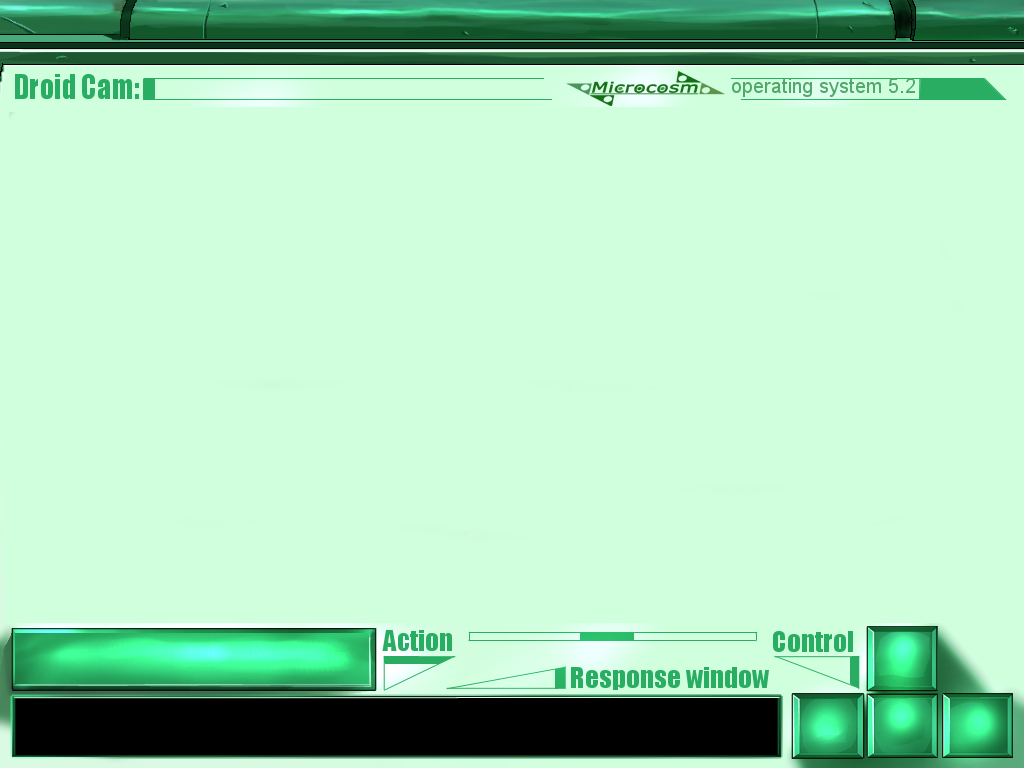 Droid Cam:
Microcosm
operating system 5.2
Action
Control
Response window